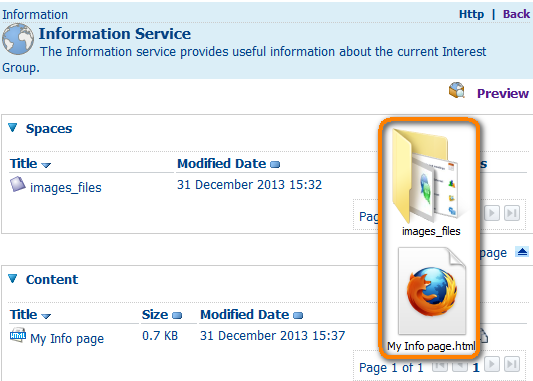 Information
Http | Back
Information Service
The Information service provides useful information about the current Interest
Group.
Preview
Spaces
Title Modified Date
images_files 31 December 2013 15:32
images_files
page
Content
Title Size Modified Date
My Info page 0.7 KB 31 December 2013 15:37
My Info page.html
Page 1 of 1 1